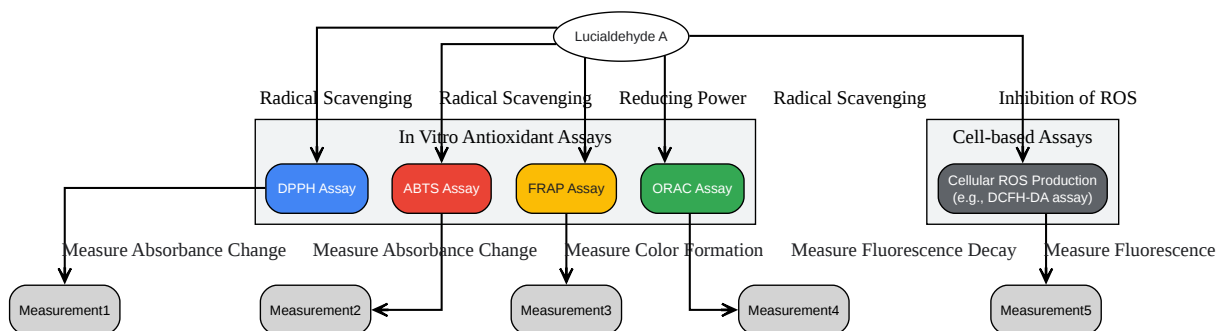 Lucialdehyde A
Radical Scavenging
Radical Scavenging
Reducing Power
Radical Scavenging
Inhibition of ROS
In Vitro Antioxidant Assays
Cell-based Assays
DPPH Assay
ABTS Assay
FRAP Assay
ORAC Assay
Cellular ROS Production
(e.g., DCFH-DA assay)
Measure Absorbance Change
Measure Absorbance Change
Measure Color Formation
Measure Fluorescence Decay
Measure Fluorescence
Measurement1
Measurement2
Measurement3
Measurement4
Measurement5